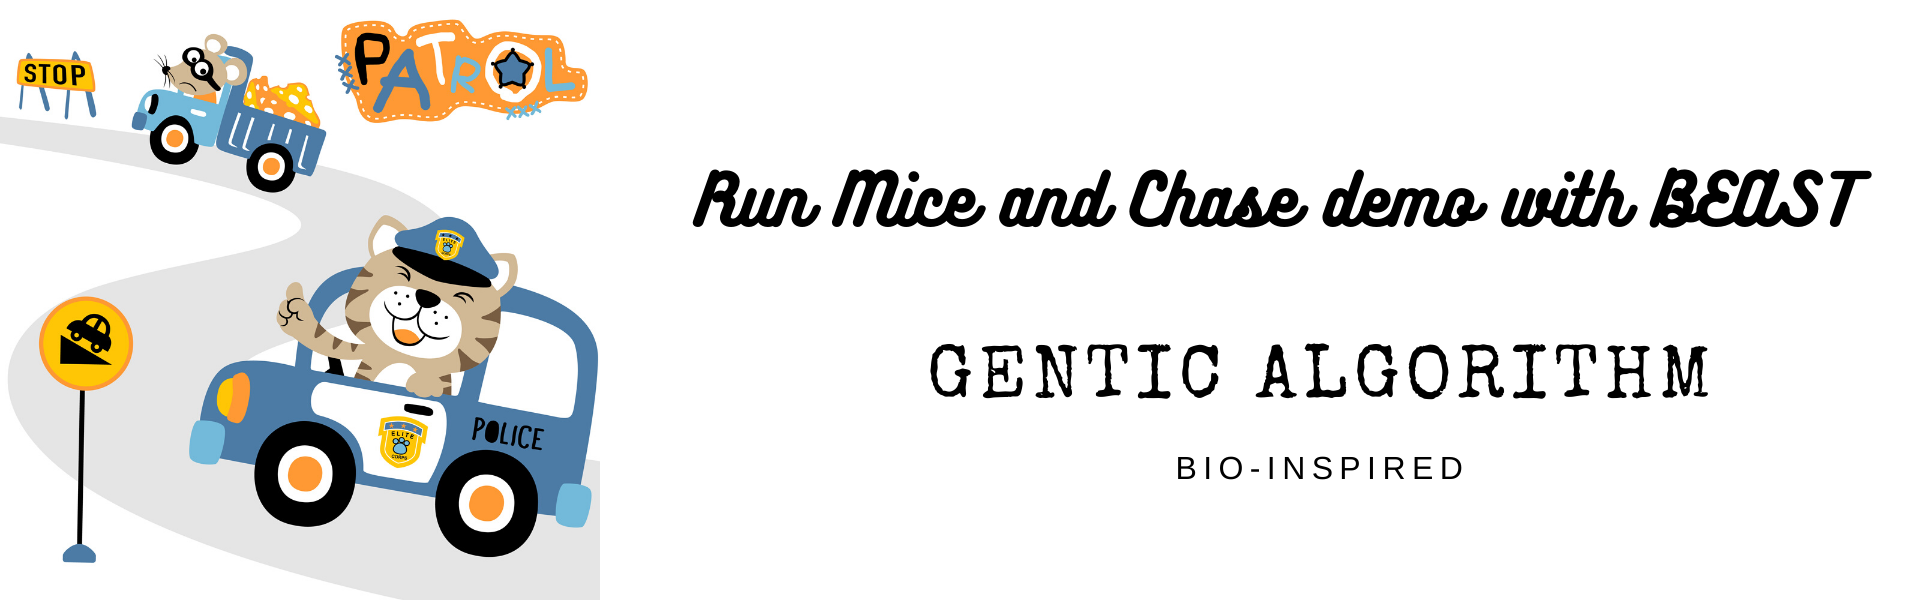 STOP
PATROL
Run Mice and Chase demo with BEAST
GENTIC ALGORITHM
BIO-INSPIRED
POLICE
ELITE
CORPS